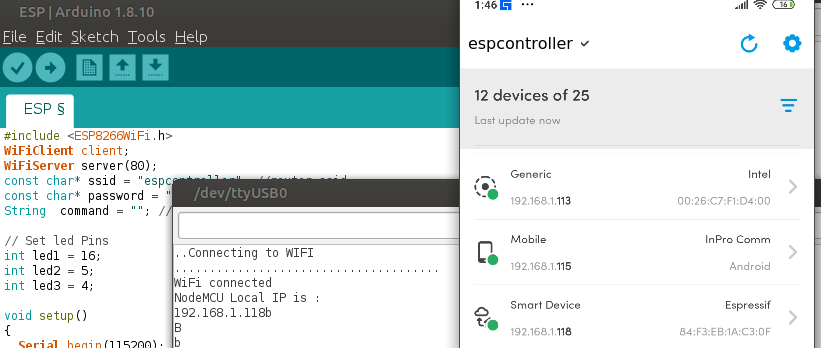 ESP | Arduino 1.8.10
File Edit Sketch Tools Help
ESP §
#include <ESP8266WiFi.h>
WiFiClient client;
WiFiServer server(80);
const char* ssid = "espcontroller" //router ssid
const char* password = "
String command = ""; //
// Set led Pins
int led1 = 16;
int led2 = 5;
int led3 = 4;
void setup()
{
Serial.begin(115200);
/dev/ttyUSB0
..Connecting to WIFI
......................................
WiFi connected
NodeMCU Local IP is :
192.168.1.118b
B
b
1:46 ...
16
espcontroller
12 devices of 25
Last update now
Generic Intel
192.168.1.113 00:26:C7:F1:D4:00
Mobile InPro Comm
192.168.1.115 Android
Smart Device Espressif
192.168.1.118 84:F3:EB:1A:C3:0F